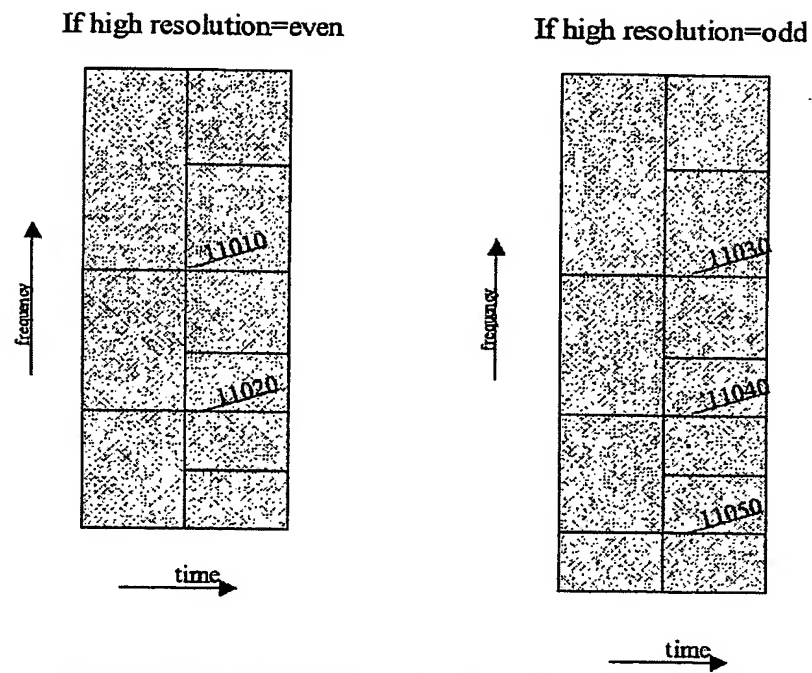 If high resolution=even
11010
frequency
11020
time
If high resolution=odd
11030
frequency
11040
11050
time